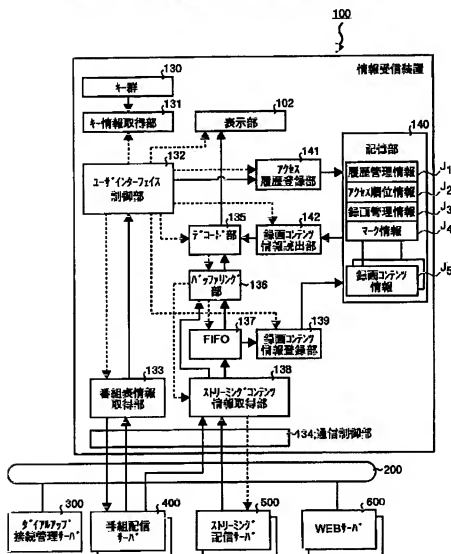 100
情報受信装置
130
キー群
131
キー情報取得部
102
表示部
132
ユーザインターフェイス
制御部
141
アクセス
履歴登録部
140
記憶部
履歴管理情報
J1
アクセス順位情報
J2
録画管理情報
J3
マーク情報
J4
録画コンテンツ
情報
J5
135
デコード部
142
録画コンテンツ
情報読出部
バッファリング
部
136
FIFO
137
139
録画コンテンツ
情報登録部
133
番組表情報
取得部
138
ストリーミングコンテンツ
情報取得部
134;通信制御部
200
300
ダイアルアップ
接続管理サーバ
400
番組配信
サーバ
500
ストリーミング
配信サーバ
600
WEBサーバ